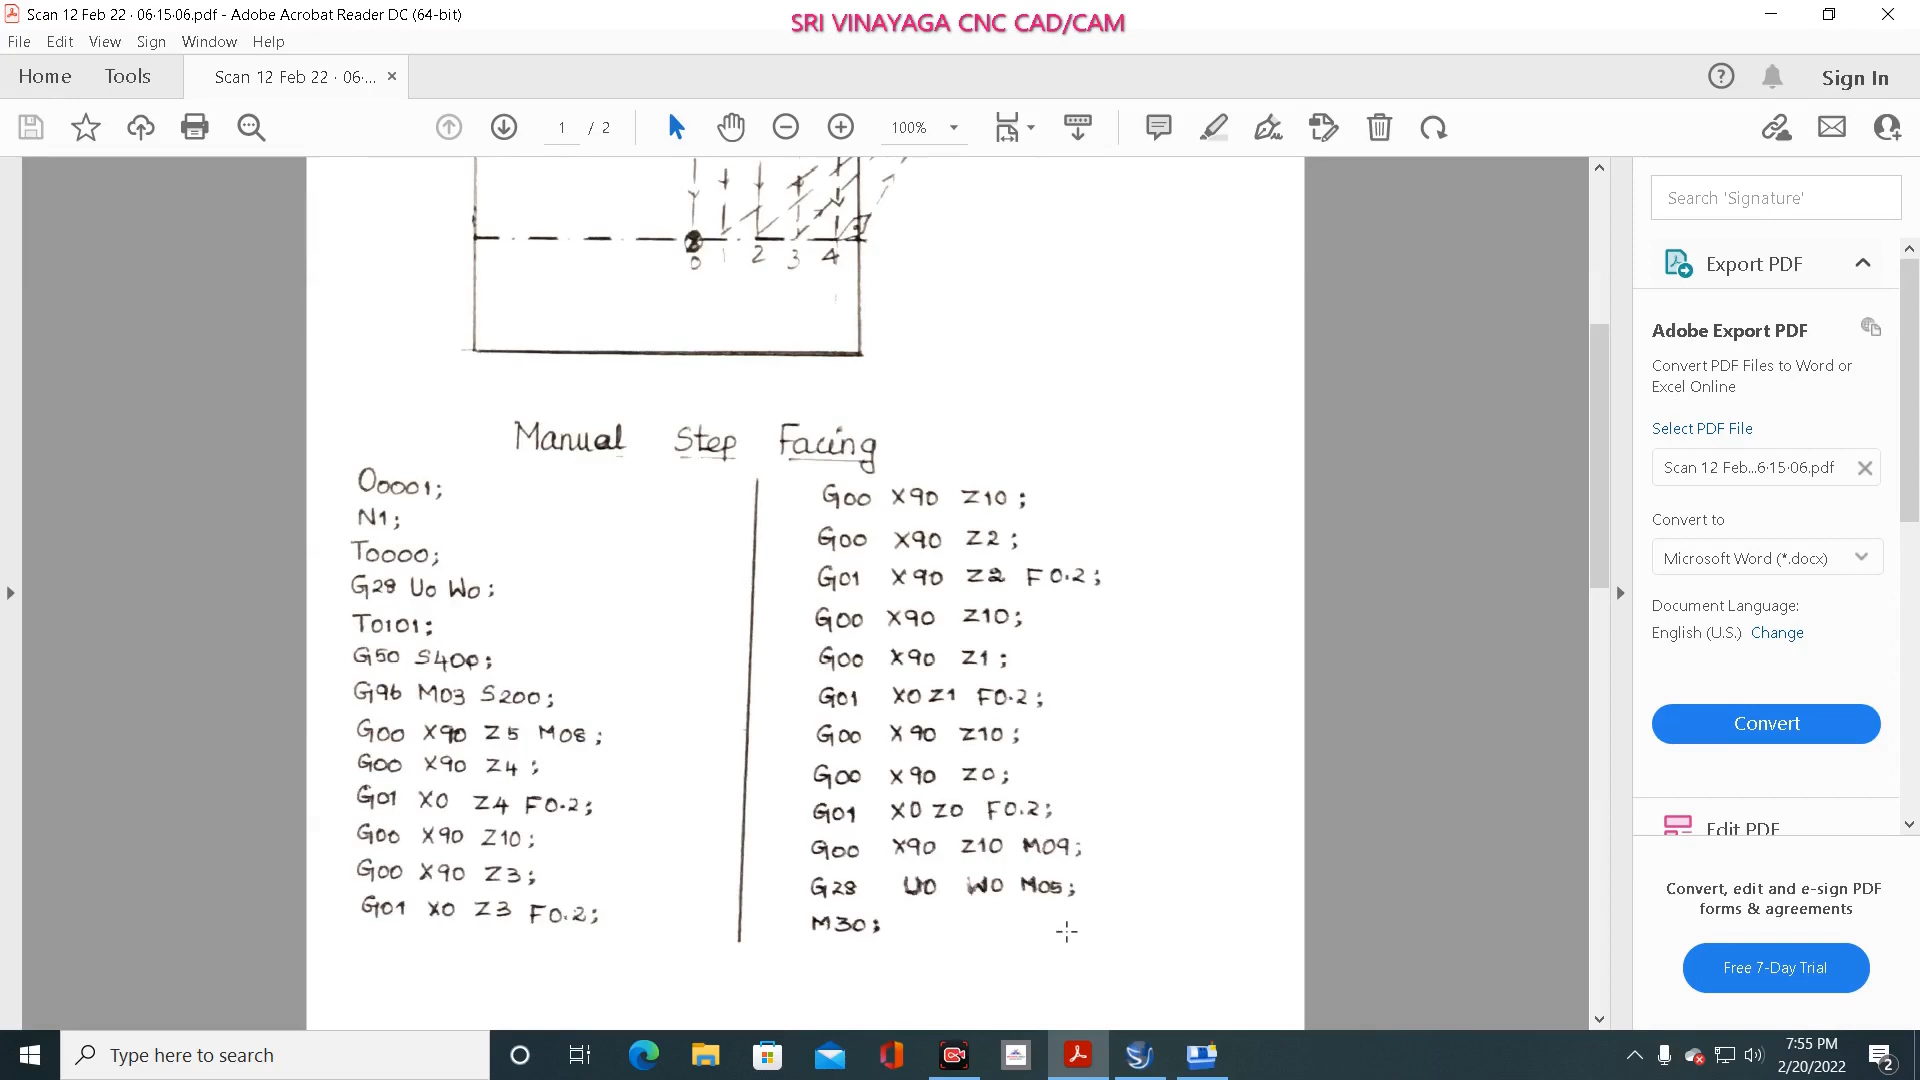 Scan 12 Feb 22 · 06·15·06.pdf - Adobe Acrobat Reader DC (64-bit)
SRI VINAYAGA CNC CAD/CAM
File Edit View Sign Window Help
Home Tools Scan 12 Feb 22 · 06·...
Sign In
1 / 2
100%
0 1 2 3 4
Manual Step Facing
O0001;
N1;
T0000;
G28 U0 W0;
T0101;
G50 S400;
G96 M03 S200;
G00 X90 Z5 M08;
G00 X90 Z4;
G01 X0 Z4 F0.2;
G00 X90 Z10;
G00 X90 Z3;
G01 X0 Z3 F0.2;
G00 X90 Z10;
G00 X90 Z2;
G01 X90 Z2 F0.2;
G00 X90 Z10;
G00 X90 Z1;
G01 X0 Z1 F0.2;
G00 X90 Z10;
G00 X90 Z0;
G01 X0 Z0 F0.2;
G00 X90 Z10 M09;
G28 U0 W0 M05;
M30;
Search 'Signature'
Export PDF
Adobe Export PDF
Convert PDF Files to Word or
Excel Online
Select PDF File
Scan 12 Feb...6·15·06.pdf
Convert to
Microsoft Word (*.docx)
Document Language:
English (U.S.) Change
Convert
Edit PDF
Convert, edit and e-sign PDF
forms & agreements
Free 7-Day Trial
Type here to search
7:55 PM
2/20/2022
2